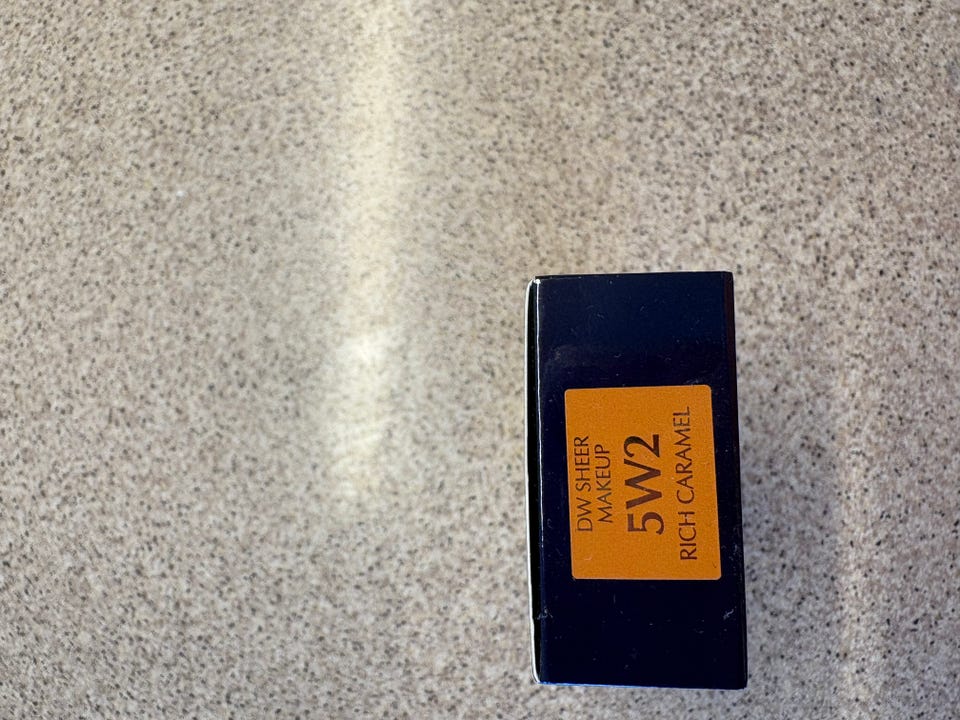 DW SHEER
MAKEUP
5W2
RICH CARAMEL